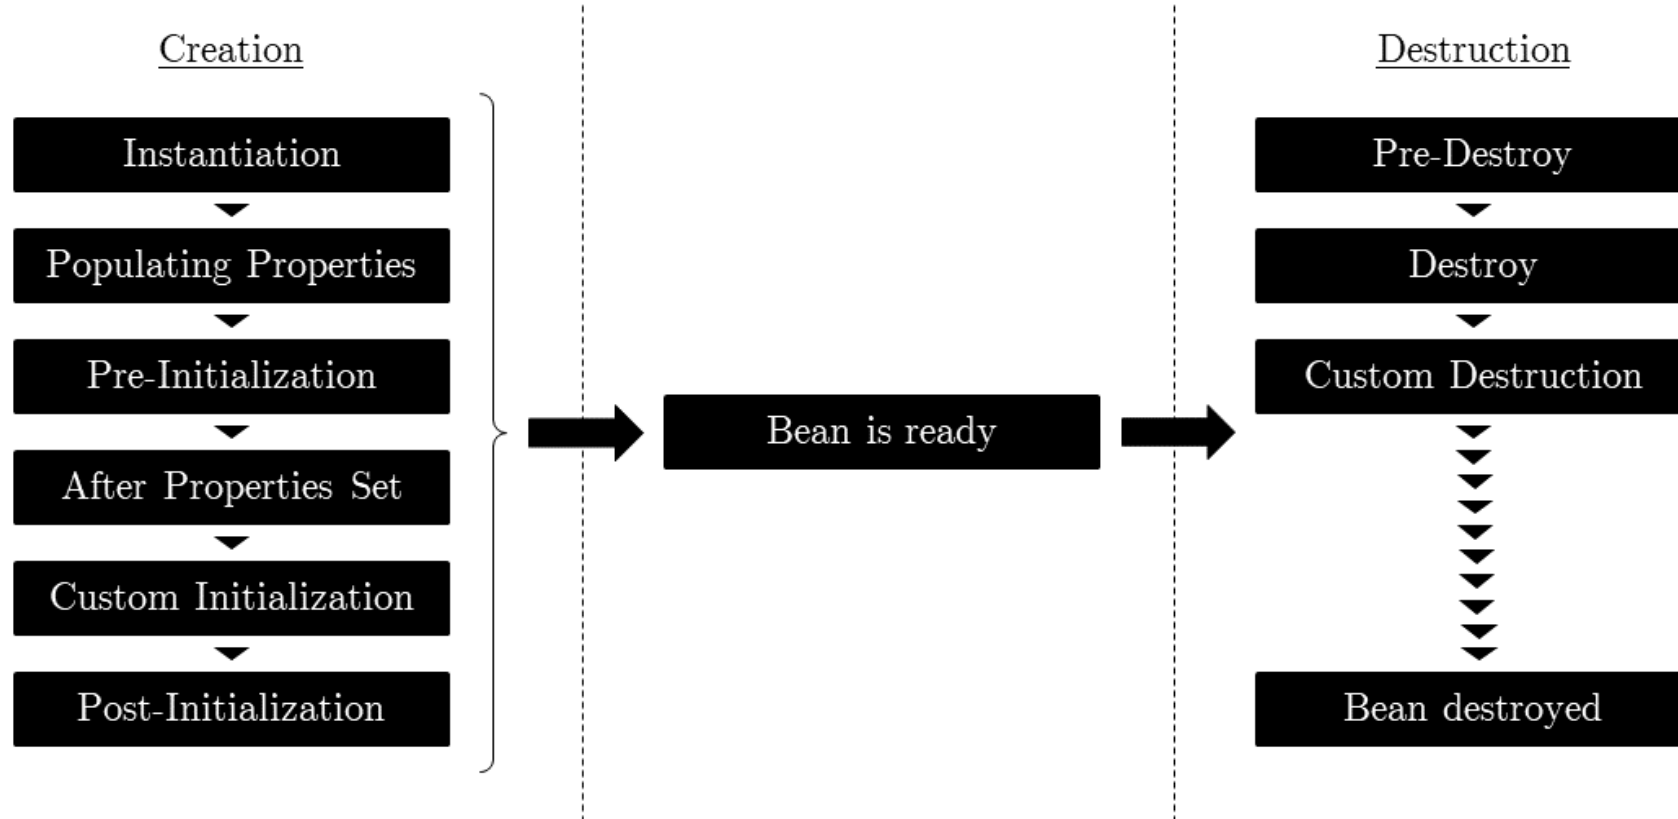 Creation
Instantiation
Populating Properties
Pre-Initialization
After Properties Set
Custom Initialization
Post-Initialization
Bean is ready
Destruction
Pre-Destroy
Destroy
Custom Destruction
Bean destroyed